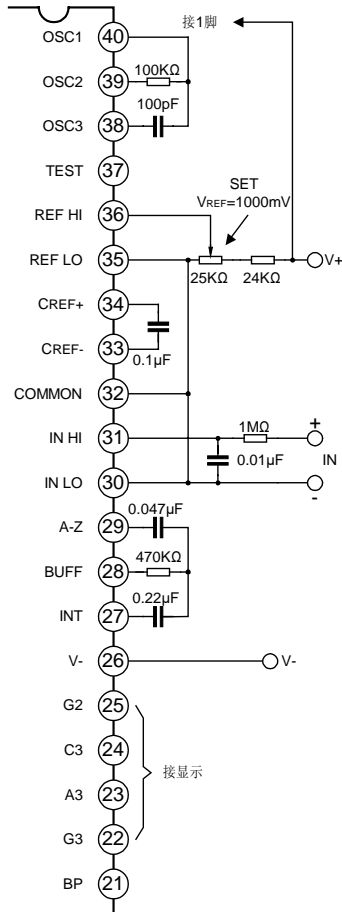 OSC1 40 接1脚
OSC2 39 100KΩ
100pF
OSC3 38
TEST 37
SET
REF HI 36 VREF=1000mV
REF LO 35 V+
25KΩ 24KΩ
CREF+ 34
CREF- 33 0.1µF
COMMON 32
1MΩ +
IN HI 31 IN
0.01µF
IN LO 30 -
0.047µF
A-Z 29
470KΩ
BUFF 28
0.22µF
INT 27
V- 26 V-
G2 25
C3 24
接显示
A3 23
G3 22
BP 21